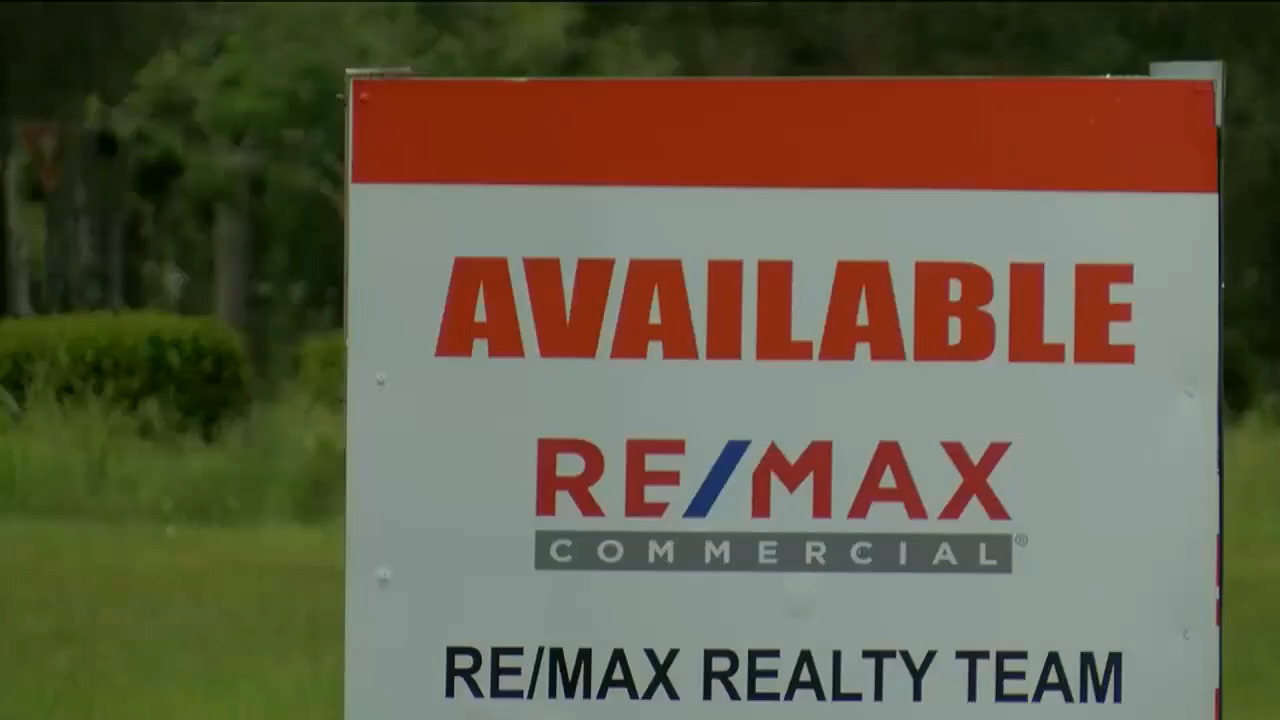 AVAILABLE
RE/MAX
COMMERCIAL®
RE/MAX REALTY TEAM